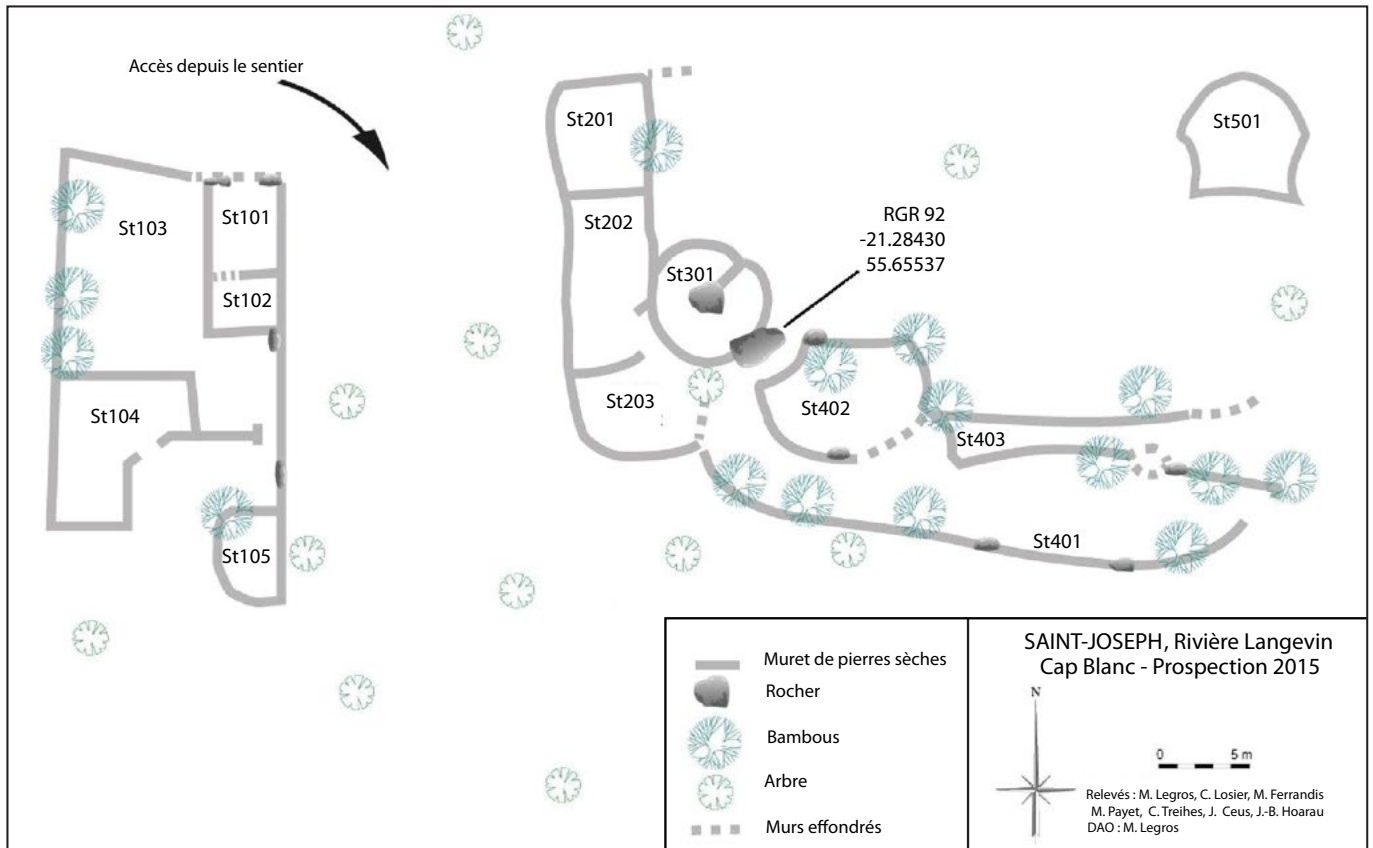 Accès depuis le sentier
St201
St501
St103
St101
St202
RGR 92
-21.28430
55.65537
St301
St102
St104
St203
St402
St403
St401
St105
Muret de pierres sèches
Rocher
Bambous
Arbre
Murs effondrés
SAINT-JOSEPH, Rivière Langevin
Cap Blanc - Prospection 2015
N
0 5 m
Relevés : M. Legros, C. Losier, M. Ferrandis
M. Payet, C. Treihes, J. Ceus, J.-B. Hoarau
DAO : M. Legros